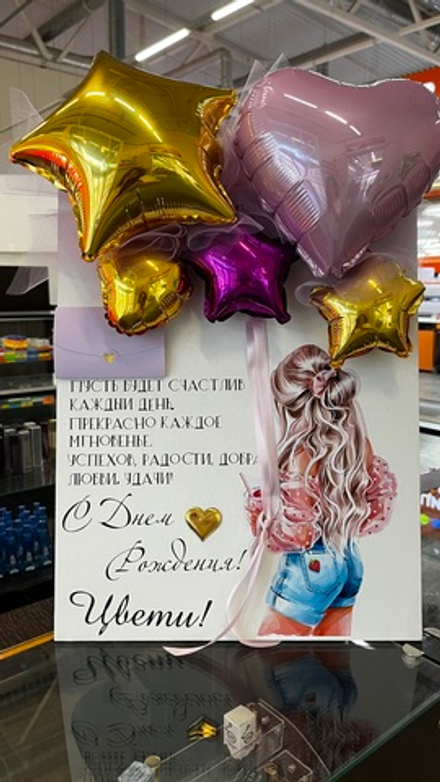 ПУСТЬ БУДЕТ СЧАСТЛИВ
КАЖДЫЙ ДЕНЬ,
ПРЕКРАСНО КАЖДОЕ
МГНОВЕНЬЕ.
УСПЕХОВ, РАДОСТИ, ДОБРА
ЛЮБВИ, УДАЧИ!
С Днем
Рождения!
Цвети!